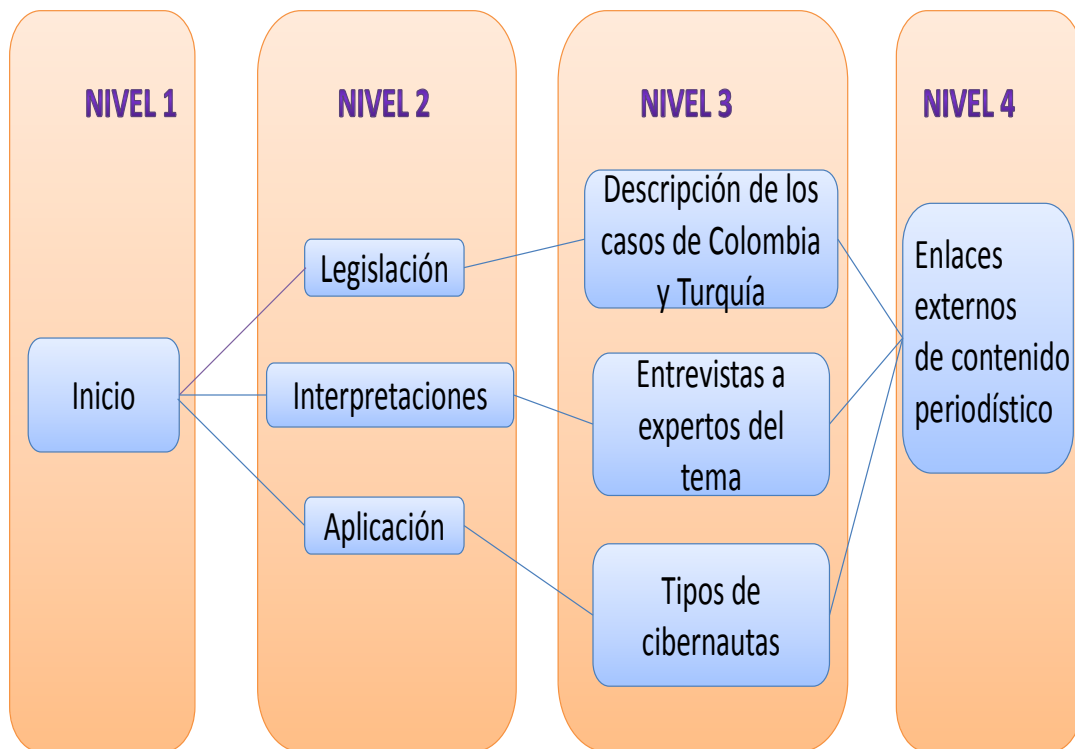 NIVEL 1
NIVEL 2
NIVEL 3
NIVEL 4
Inicio
Legislación
Interpretaciones
Aplicación
Descripción de los
casos de Colombia
y Turquía
Entrevistas a
expertos del
tema
Tipos de
cibernautas
Enlaces
externos
de contenido
periodístico